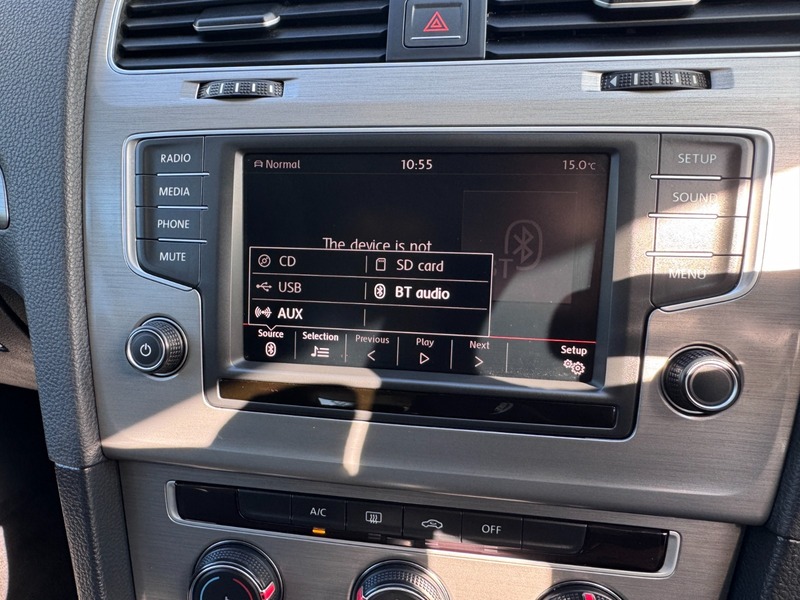 RADIO
MEDIA
PHONE
MUTE
Normal 10:55 15.0°C
The device is not
BT
CD
SD card
USB
BT audio
AUX
Source
Selection
Previous
Play
Next
Setup
SETUP
SOUND
MENU
A/C
OFF